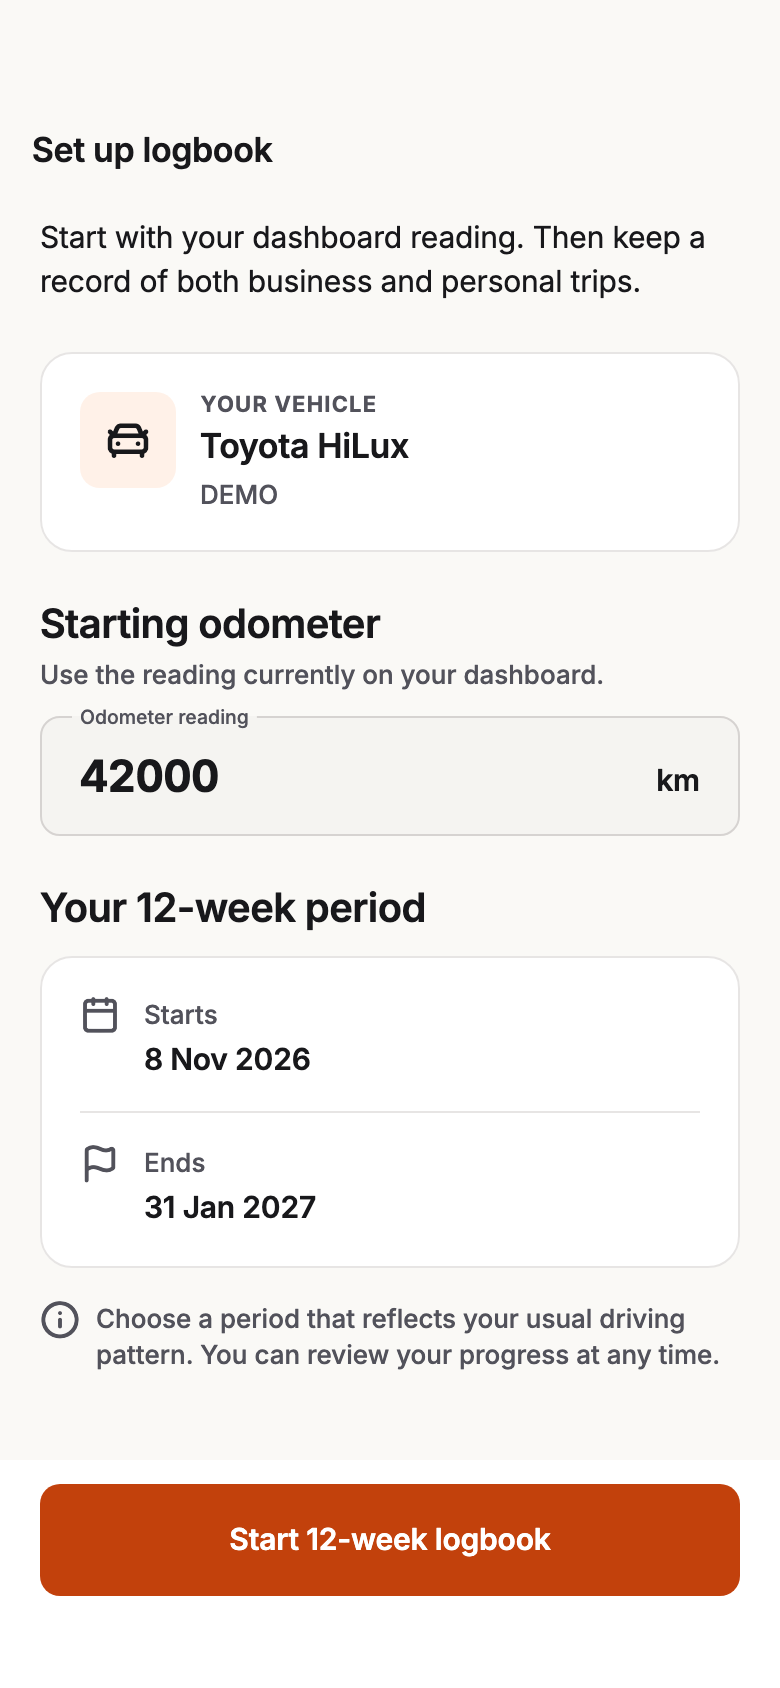 Set up logbook
Start with your dashboard reading. Then keep a
record of both business and personal trips.
YOUR VEHICLE
Toyota HiLux
DEMO
Starting odometer
Use the reading currently on your dashboard.
Odometer reading
42000 km
Your 12-week period
Starts
8 Nov 2026
Ends
31 Jan 2027
Choose a period that reflects your usual driving
pattern. You can review your progress at any time.
Start 12-week logbook